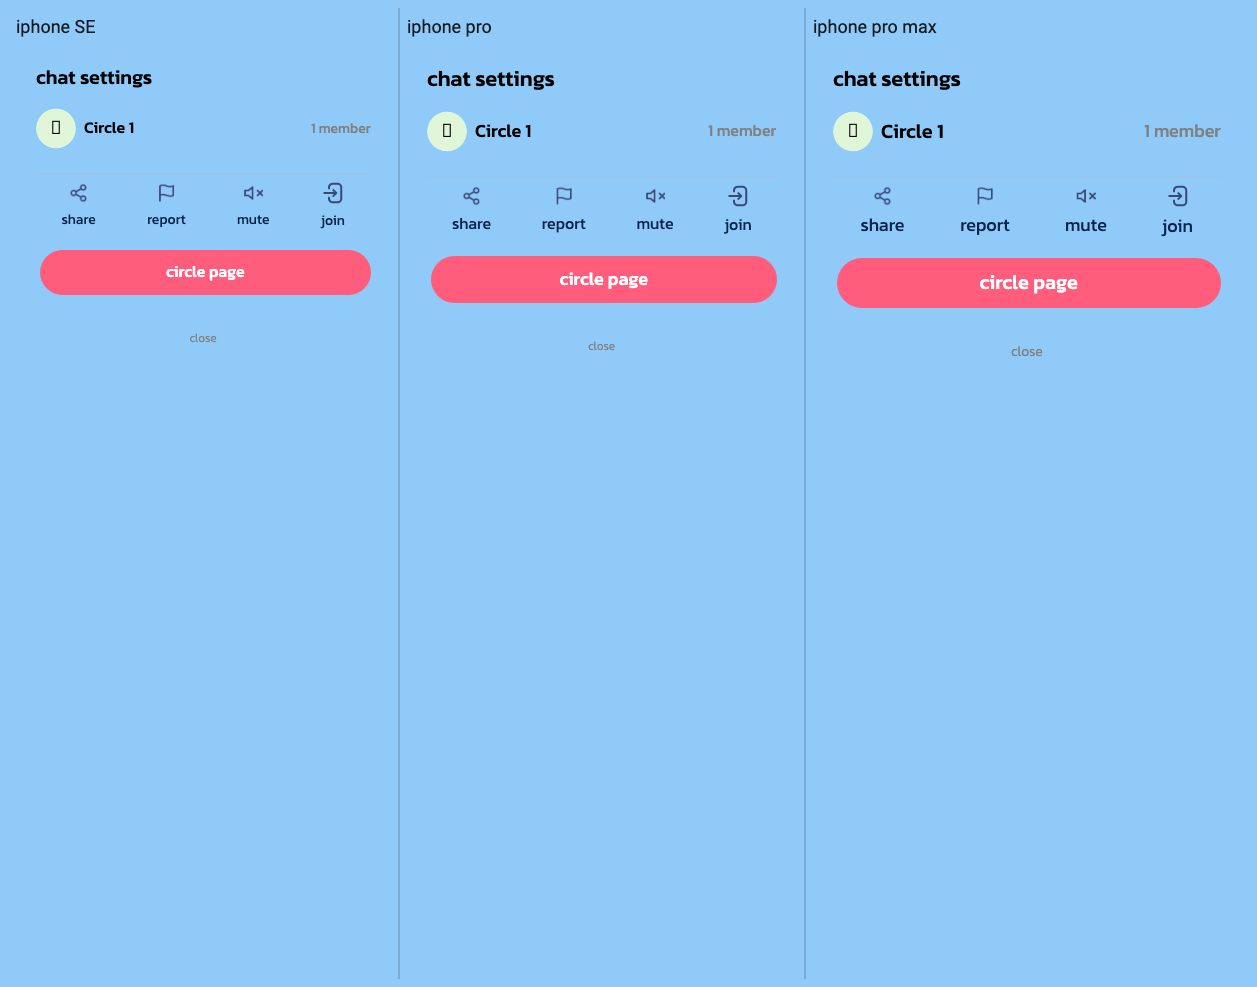 iphone SE
chat settings
Circle 1
1 member
share
report
mute
join
circle page
close
iphone pro
chat settings
Circle 1
1 member
share
report
mute
join
circle page
close
iphone pro max
chat settings
Circle 1
1 member
share
report
mute
join
circle page
close